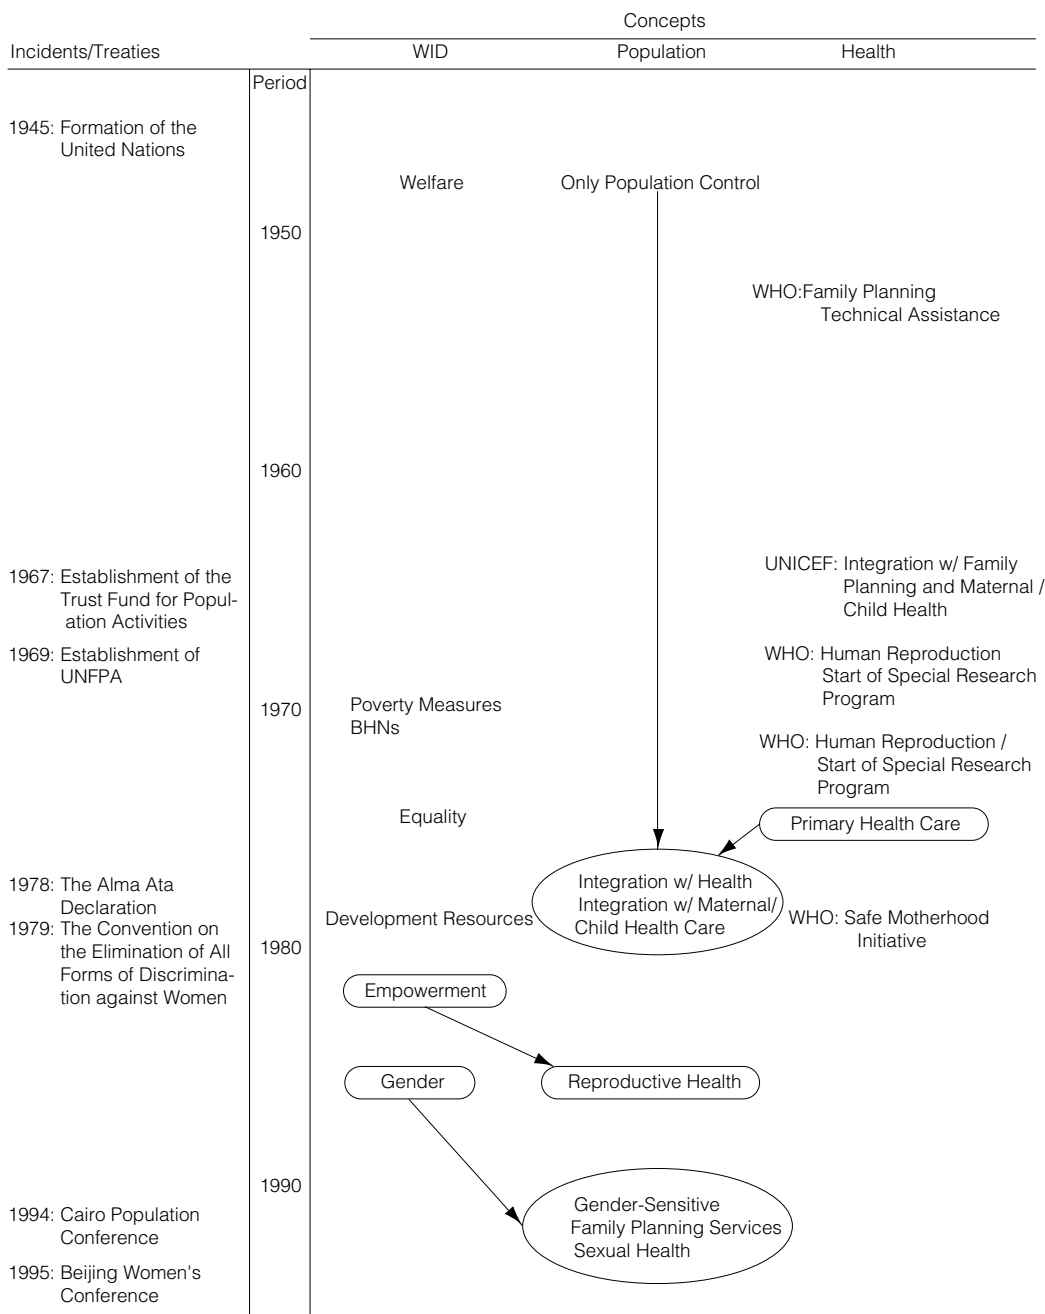 Concepts
Incidents/Treaties WID Population Health
Period
1945: Formation of the
United Nations
Welfare Only Population Control
1950
WHO:Family Planning
Technical Assistance
1960
1967: Establishment of the
Trust Fund for Popul-
ation Activities
UNICEF: Integration w/ Family
Planning and Maternal /
Child Health
1969: Establishment of
UNFPA
WHO: Human Reproduction
Start of Special Research
Program
1970
Poverty Measures
BHNs
WHO: Human Reproduction /
Start of Special Research
Program
Equality
Primary Health Care
1978: The Alma Ata
Declaration
1979: The Convention on
the Elimination of All
Forms of Discrimina-
tion against Women
Development Resources
Integration w/ Health
Integration w/ Maternal/
Child Health Care
WHO: Safe Motherhood
Initiative
1980
Empowerment
Gender
Reproductive Health
1990
1994: Cairo Population
Conference
Gender-Sensitive
Family Planning Services
Sexual Health
1995: Beijing Women's
Conference